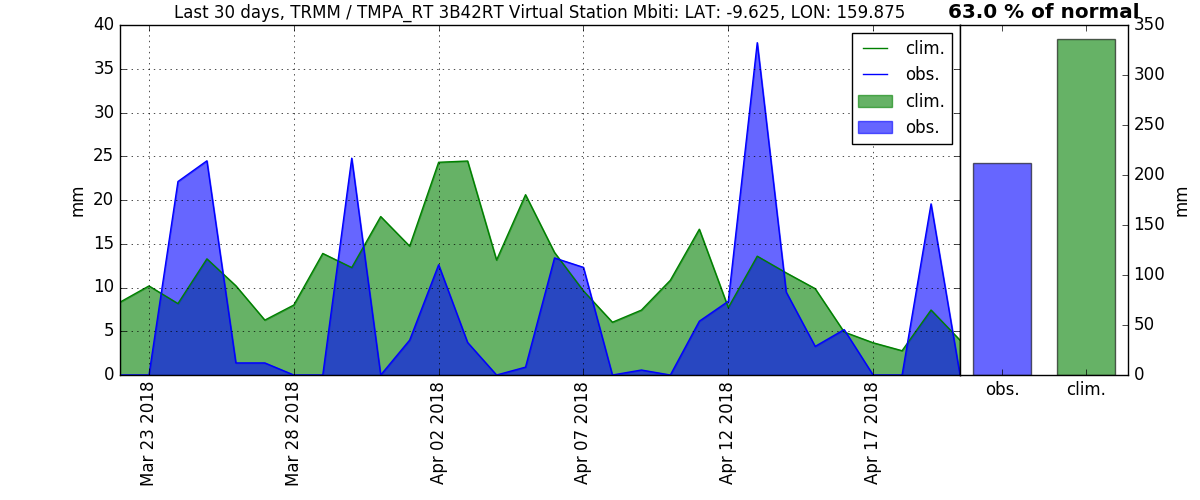 Last 30 days, TRMM / TMPA_RT 3B42RT Virtual Station Mbiti: LAT: -9.625, LON: 159.875
63.0 % of normal
40
35
30
25
20
15
10
5
0
mm
clim.
obs.
clim.
obs.
Mar 23 2018
Mar 28 2018
Apr 02 2018
Apr 07 2018
Apr 12 2018
Apr 17 2018
350
300
250
200
150
100
50
0
mm
obs.
clim.